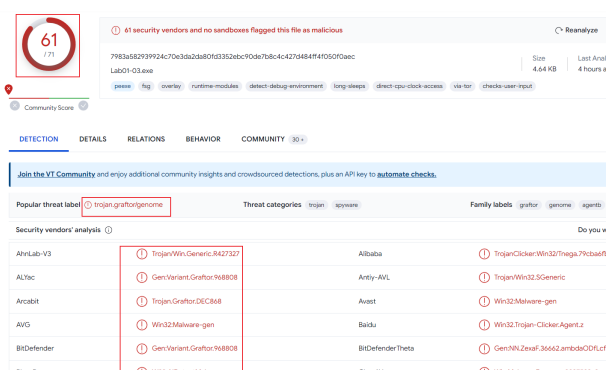 61
/ 71
Community Score
61 security vendors and no sandboxes flagged this file as malicious
Reanalyze
7983a582939924c70e3da2da80fd3352ebc90de7b8c4c427d484ff4f050f0aec
Lab01-03.exe
Size
4.64 KB
Last Anal
4 hours a
peexe fsg overlay runtime-modules detect-debug-environment long-sleeps direct-cpu-clock-access via-tor checks-user-input
DETECTION DETAILS RELATIONS BEHAVIOR COMMUNITY 30 +
Join the VT Community and enjoy additional community insights and crowdsourced detections, plus an API key to automate checks.
Popular threat label trojan.graftor/genome Threat categories trojan spyware Family labels graftor genome agentb
Security vendors' analysis Do you w
AhnLab-V3 Trojan/Win.Generic.R427327 Alibaba TrojanClicker:Win32/Tnega.79cba6f
ALYac Gen:Variant.Graftor.968808 Antiy-AVL Trojan/Win32.SGeneric
Arcabit Trojan.Graftor.DEC868 Avast Win32:Malware-gen
AVG Win32:Malware-gen Baidu Win32.Trojan-Clicker.Agent.z
BitDefender Gen:Variant.Graftor.968808 BitDefenderTheta Gen:NN.ZexaF.36662.ambdaODfLcf